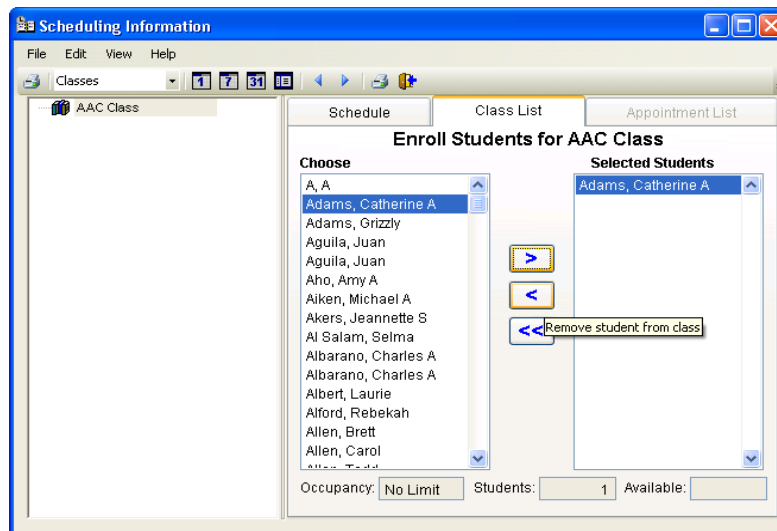 Scheduling Information
File Edit View Help
Classes 1 7 31
AAC Class
Schedule Class List Appointment List
Enroll Students for AAC Class
Choose Selected Students
A, A
Adams, Catherine A
Adams, Grizzly
Aguila, Juan
Aguila, Juan
Aho, Amy A
Aiken, Michael A
Akers, Jeannette S
Al Salam, Selma
Albarano, Charles A
Albarano, Charles A
Albert, Laurie
Alford, Rebekah
Allen, Brett
Allen, Carol
Allen, Todd
Adams, Catherine A
>
<
<<
Remove student from class
Occupancy: No Limit Students: 1 Available: